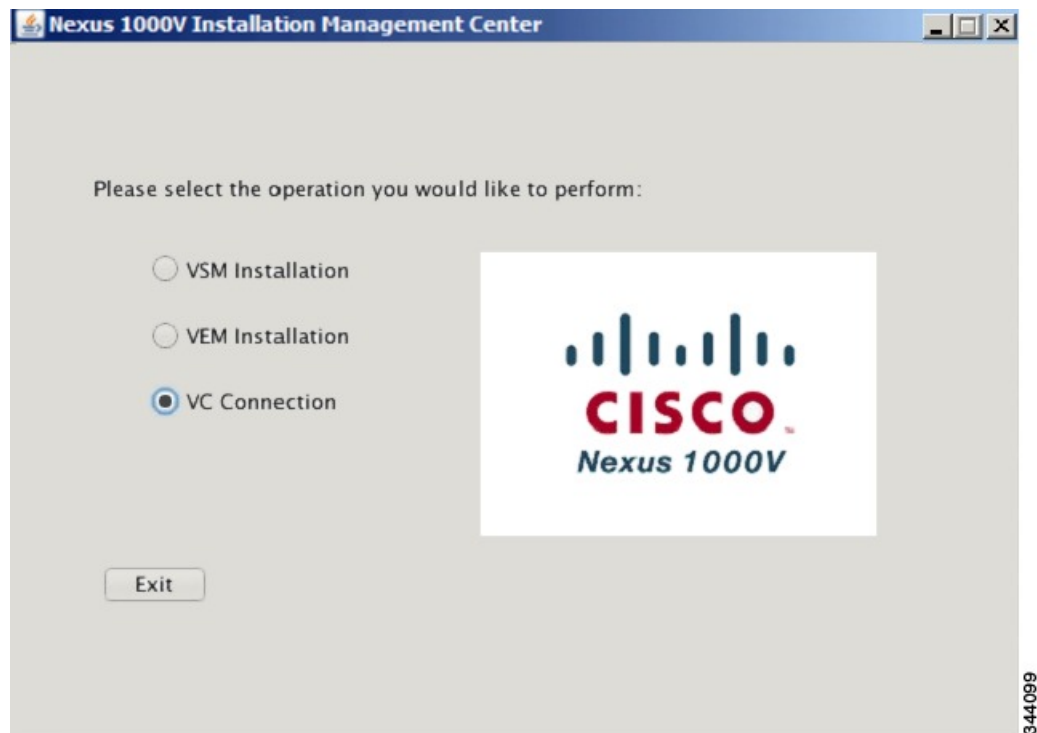 Nexus 1000V Installation Management Center
Please select the operation you would like to perform:
VSM Installation
VEM Installation
VC Connection
CISCO
Nexus 1000V
Exit
344099